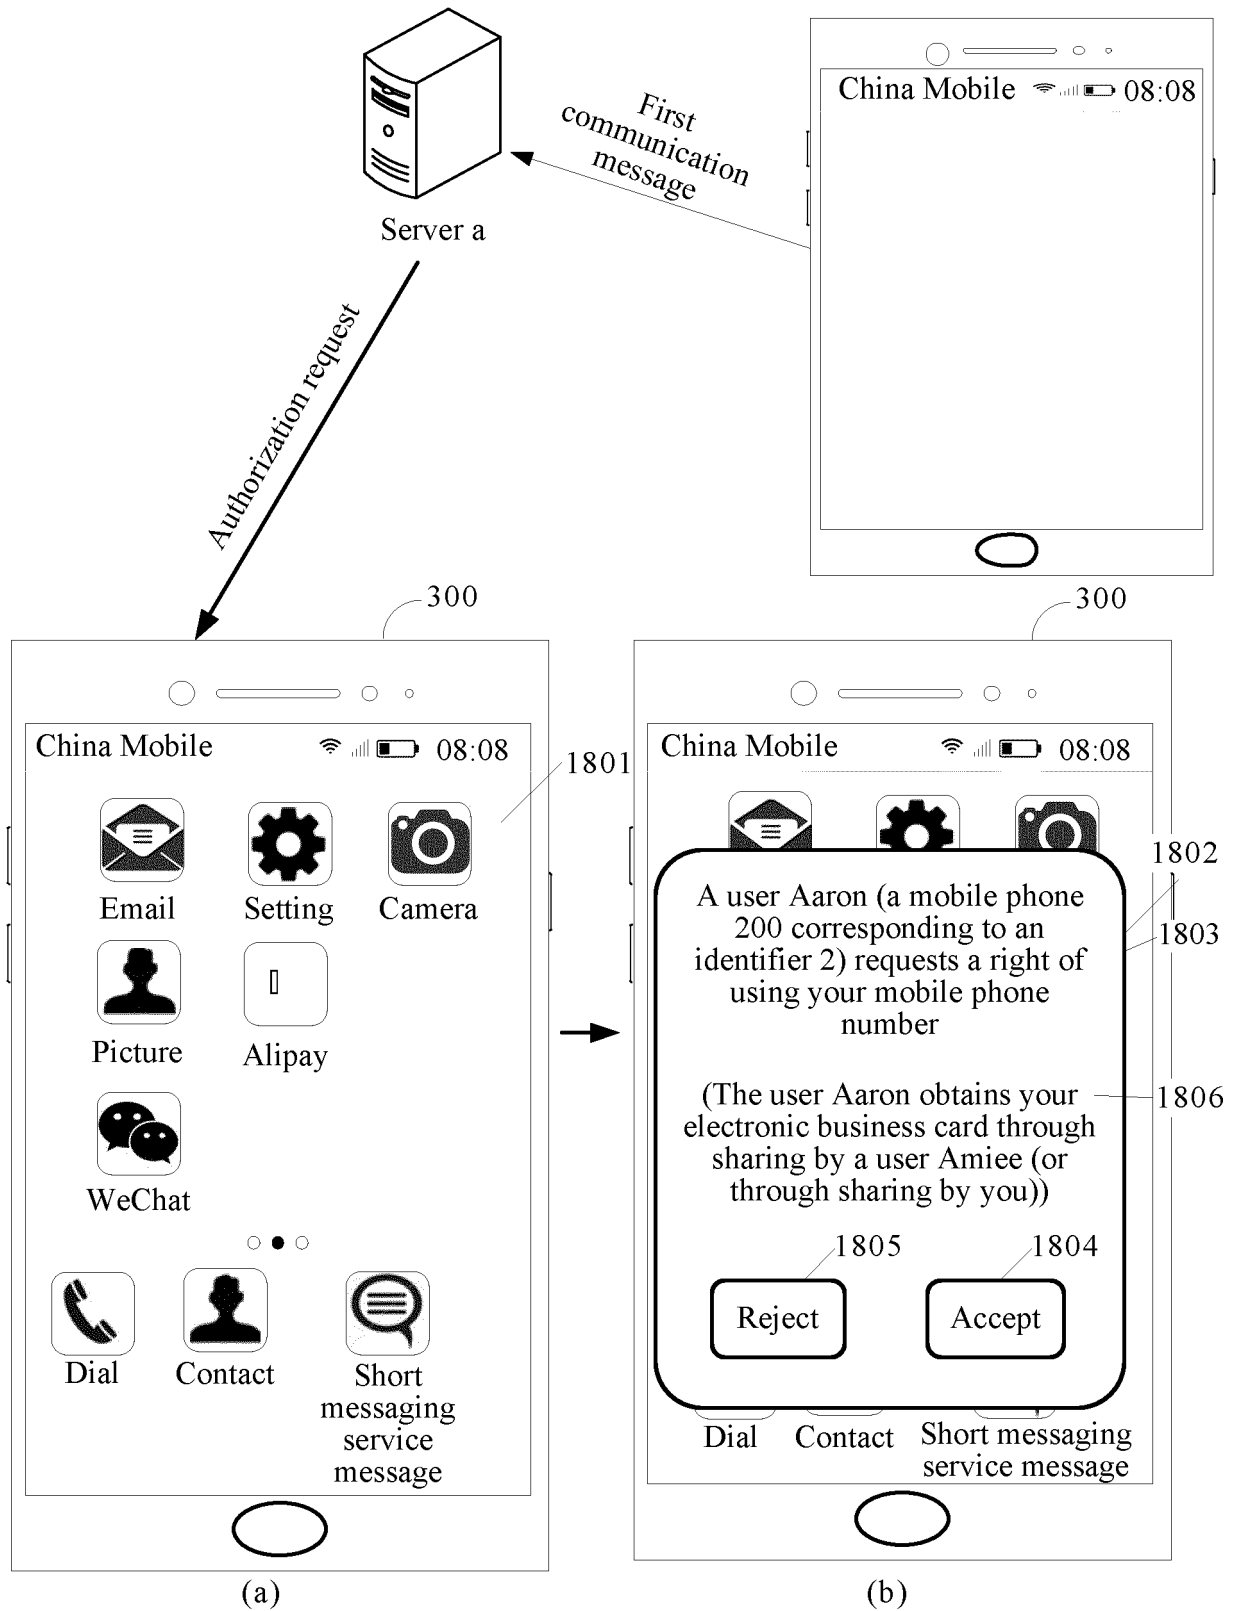 China Mobile 08:08
First
communication
message
Server a
Authorization request
300
China Mobile 08:08
1801
Email Setting Camera
Picture Alipay
WeChat
Dial Contact Short
messaging
service
message
(a)
300
China Mobile 08:08
1802
1803
A user Aaron (a mobile phone
200 corresponding to an
identifier 2) requests a right of
using your mobile phone
number
(The user Aaron obtains your
electronic business card through
sharing by a user Amiee (or
through sharing by you))
1806
1805 1804
Reject Accept
Dial Contact Short messaging
service message
(b)